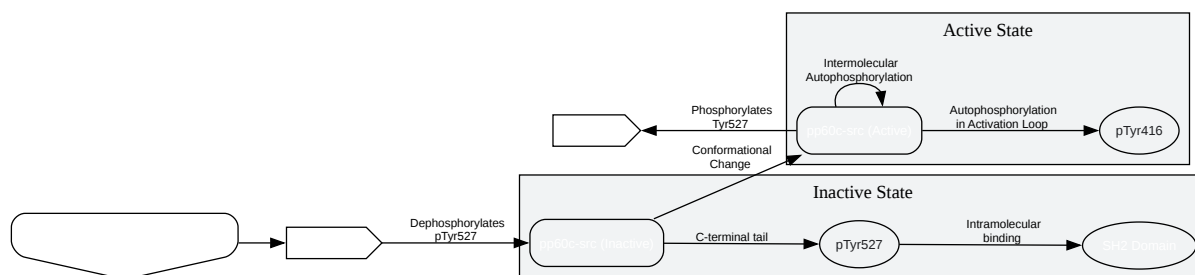 Active State
Intermolecular
Autophosphorylation
Phosphorylates
Tyr527
pp60c-src (Active)
Autophosphorylation
in Activation Loop
pTyr416
Conformational
Change
Inactive State
Dephosphorylates
pTyr527
pp60c-src (Inactive)
C-terminal tail
pTyr527
Intramolecular
binding
SH2 Domain